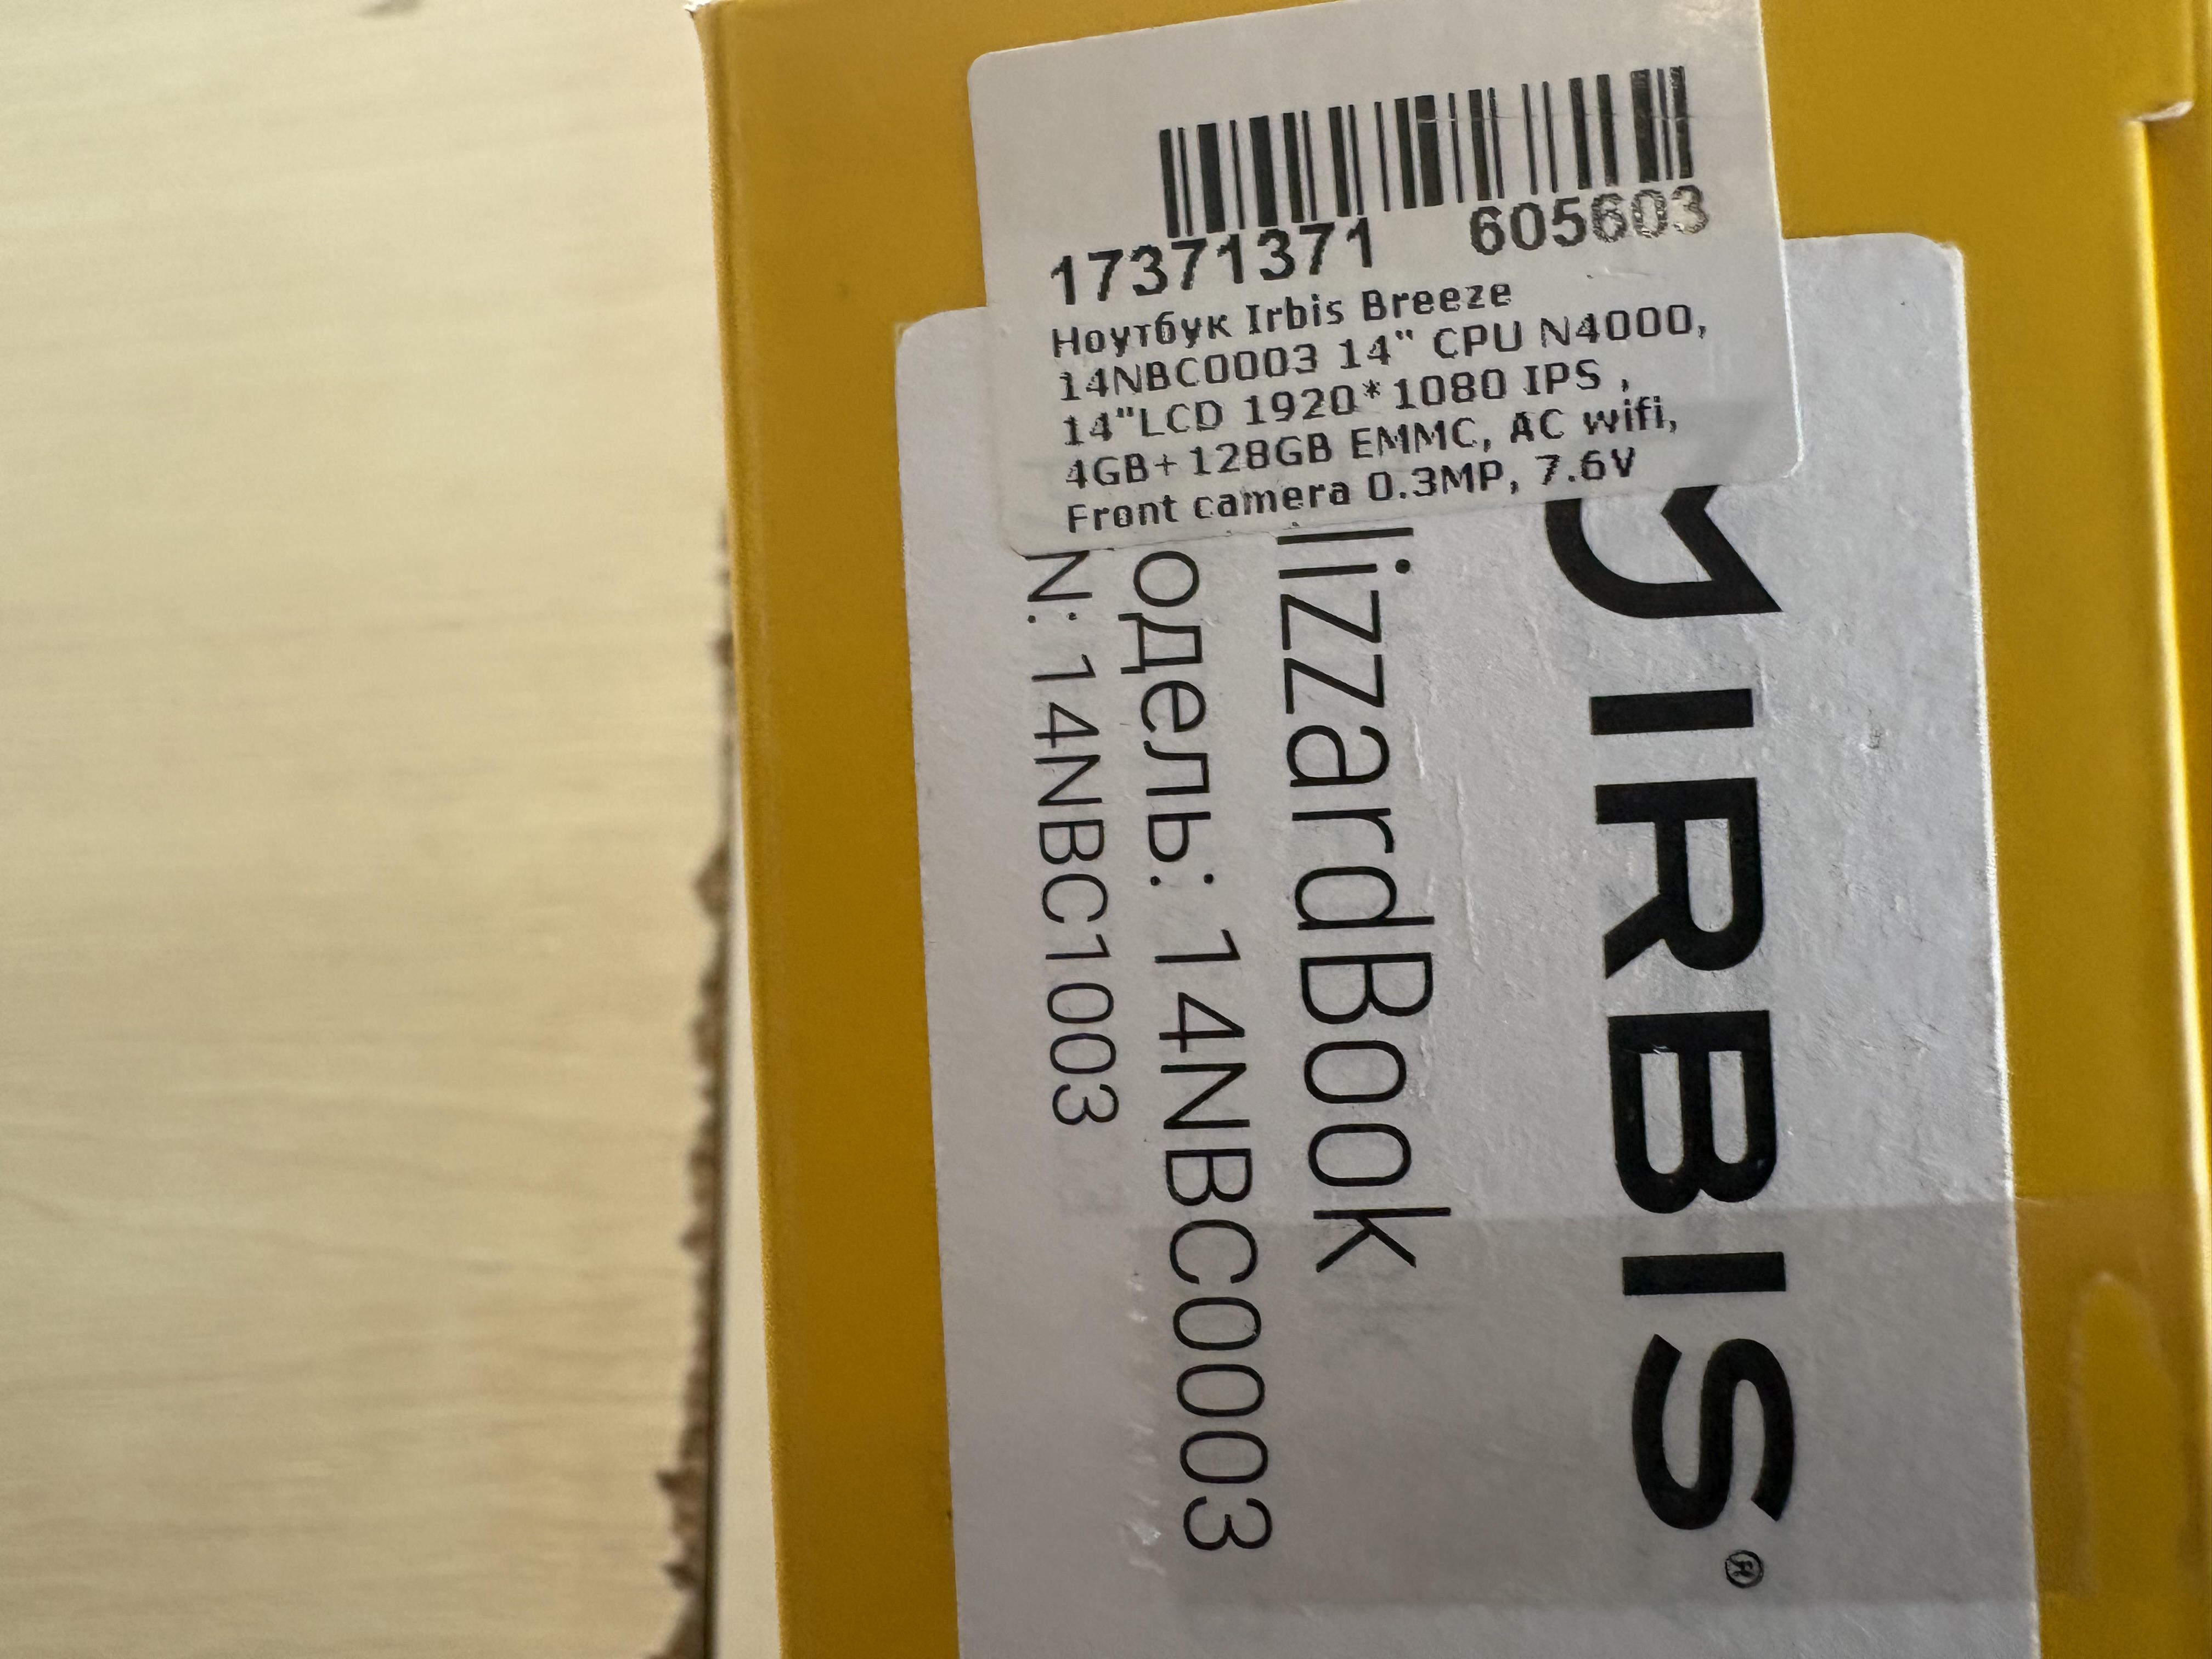 17371371 605603
Ноутбук Irbis Breeze
14NBC0003 14" CPU N4000,
14"LCD 1920*1080 IPS ,
4GB+128GB EMMC, AC wifi,
Front camera 0.3MP, 7.6V
IRBIS®
lizzardBook
одель: 14NBC0003
N: 14NBC1003